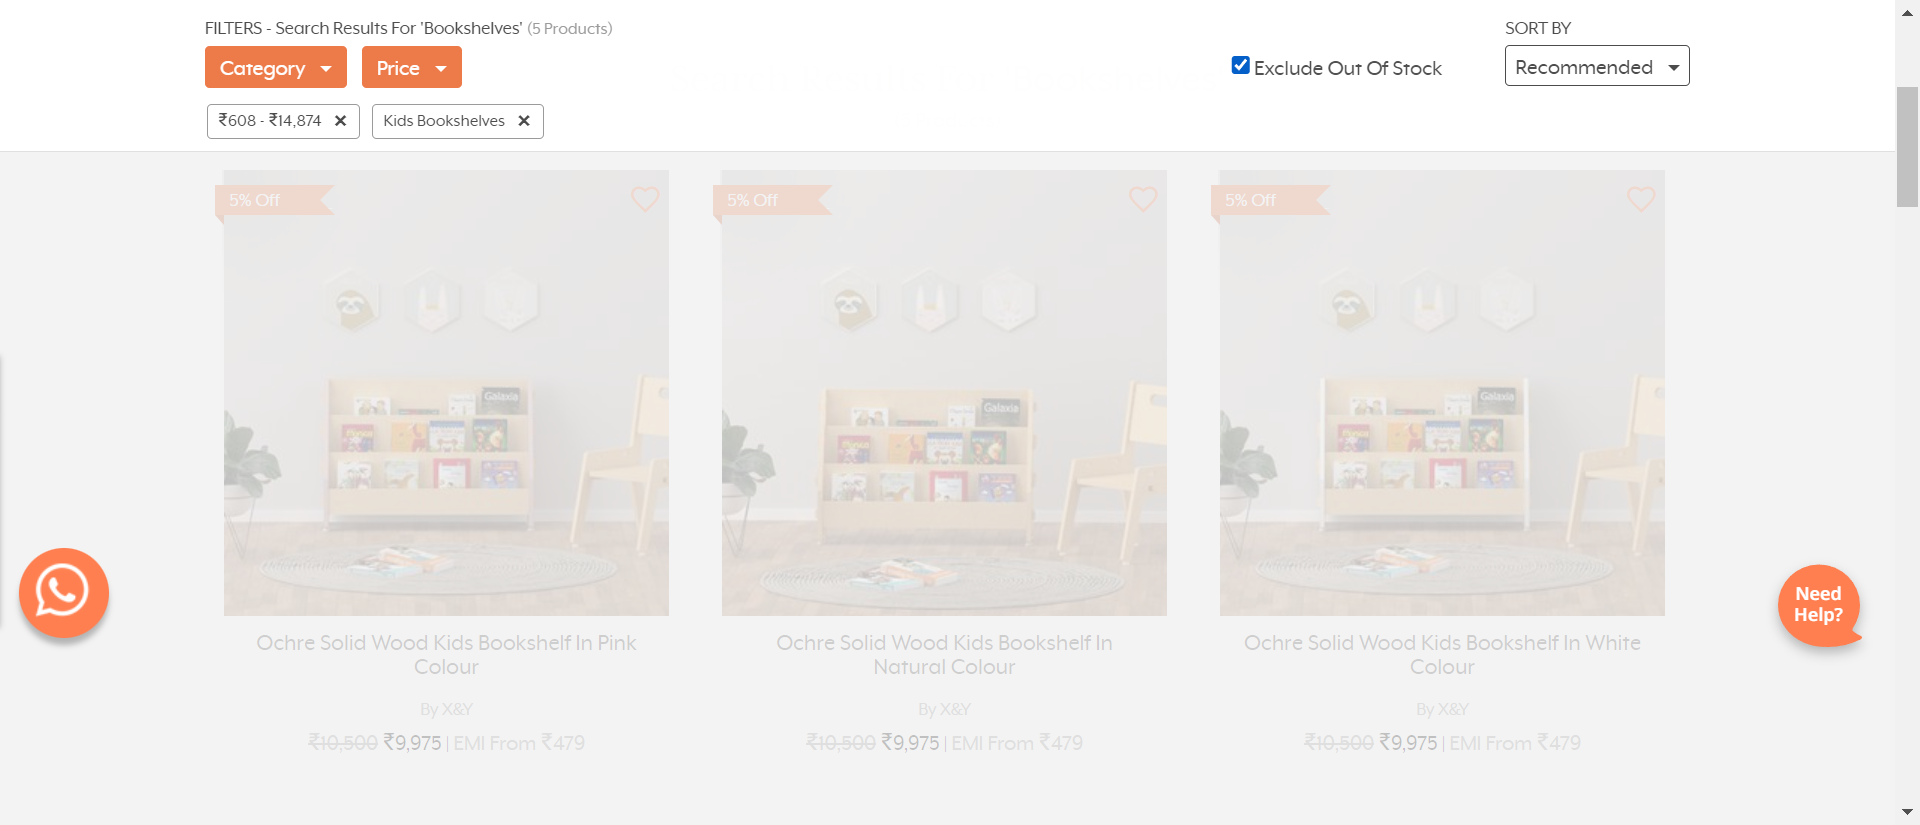 FILTERS - Search Results For 'Bookshelves' (5 Products)
SORT BY
Category
Price
Exclude Out Of Stock
Recommended
₹608 - ₹14,874
Kids Bookshelves
5% Off
5% Off
5% Off
Galaxia
Galaxia
Galaxia
Need
Help?
Ochre Solid Wood Kids Bookshelf In Pink
Colour
By X&Y
₹10,500 ₹9,975 | EMI From ₹479
Ochre Solid Wood Kids Bookshelf In
Natural Colour
By X&Y
₹10,500 ₹9,975 | EMI From ₹479
Ochre Solid Wood Kids Bookshelf In White
Colour
By X&Y
₹10,500 ₹9,975 | EMI From ₹479